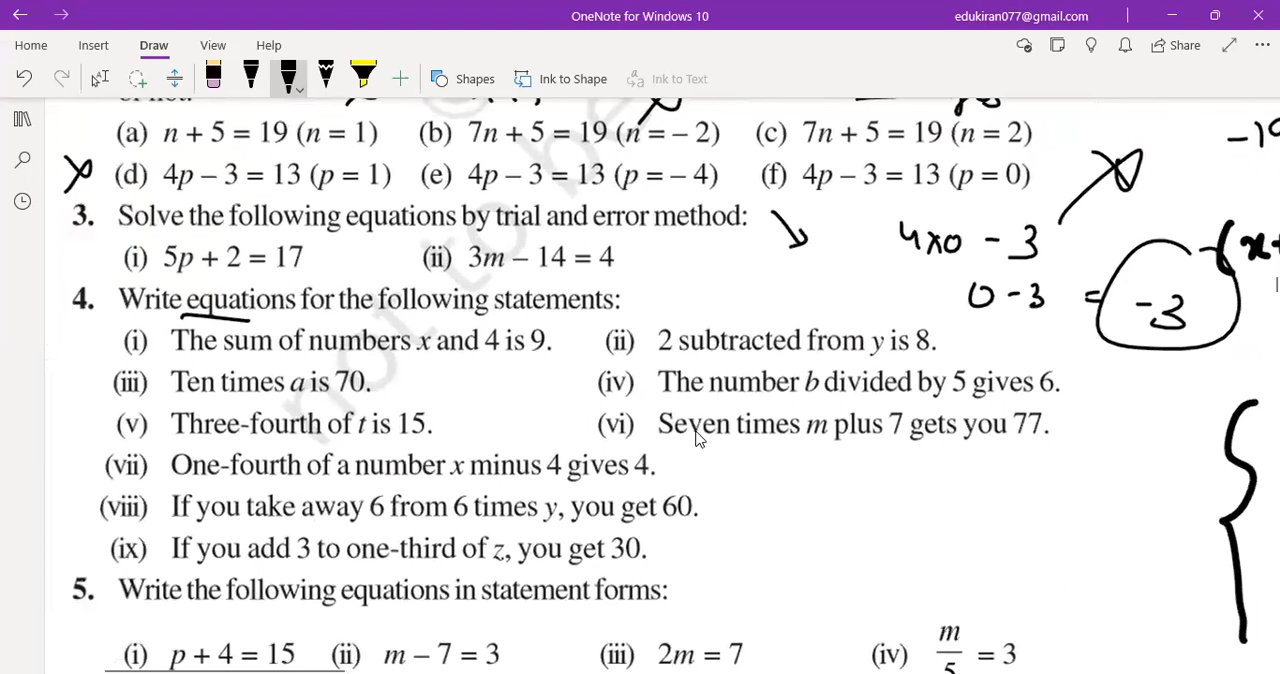 OneNote for Windows 10
edukiran077@gmail.com
Home Insert Draw View Help
Share
Shapes Ink to Shape Ink to Text
(a) n + 5 = 19 (n = 1) (b) 7n + 5 = 19 (n = – 2) (c) 7n + 5 = 19 (n = 2)
(d) 4p – 3 = 13 (p = 1) (e) 4p – 3 = 13 (p = – 4) (f) 4p – 3 = 13 (p = 0)
3. Solve the following equations by trial and error method:
4×0 - 3
(i) 5p + 2 = 17 (ii) 3m – 14 = 4
0 - 3 = -3
4. Write equations for the following statements:
(i) The sum of numbers x and 4 is 9. (ii) 2 subtracted from y is 8.
(iii) Ten times a is 70. (iv) The number b divided by 5 gives 6.
(v) Three-fourth of t is 15. (vi) Seven times m plus 7 gets you 77.
(vii) One-fourth of a number x minus 4 gives 4.
(viii) If you take away 6 from 6 times y, you get 60.
(ix) If you add 3 to one-third of z, you get 30.
5. Write the following equations in statement forms:
(i) p + 4 = 15 (ii) m – 7 = 3 (iii) 2m = 7 (iv) m/5 = 3
not to be